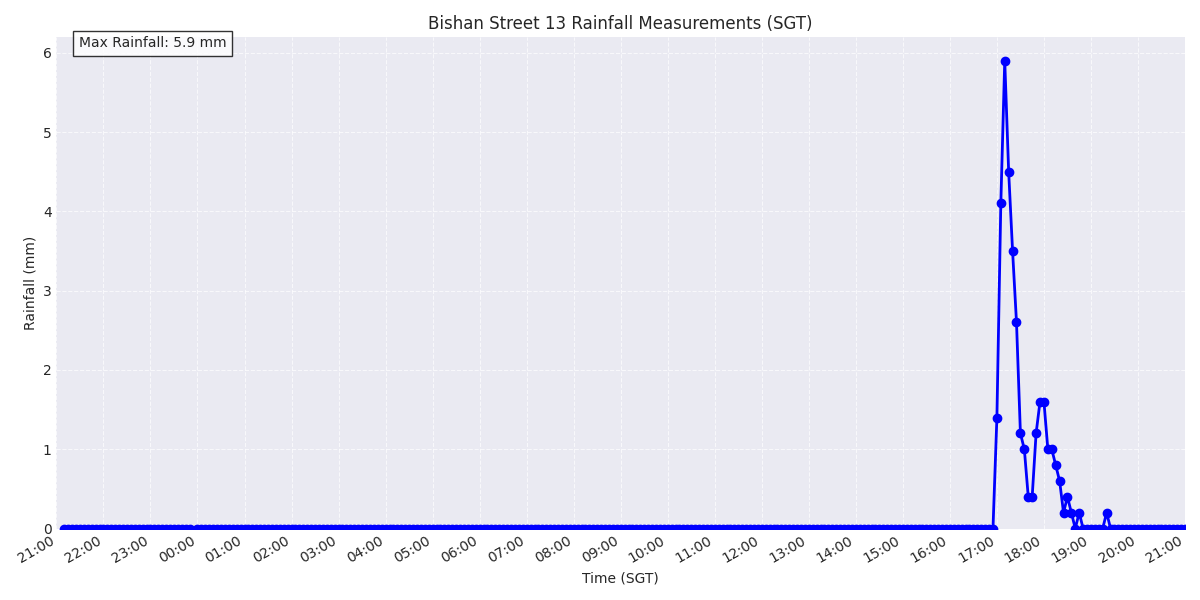 Bishan Street 13 Rainfall Measurements (SGT)
Max Rainfall: 5.9 mm
6
5
4
3
2
1
0
Rainfall (mm)
21:00 22:00 23:00 00:00 01:00 02:00 03:00 04:00 05:00 06:00 07:00 08:00 09:00 10:00 11:00 12:00 13:00 14:00 15:00 16:00 17:00 18:00 19:00 20:00 21:00
Time (SGT)